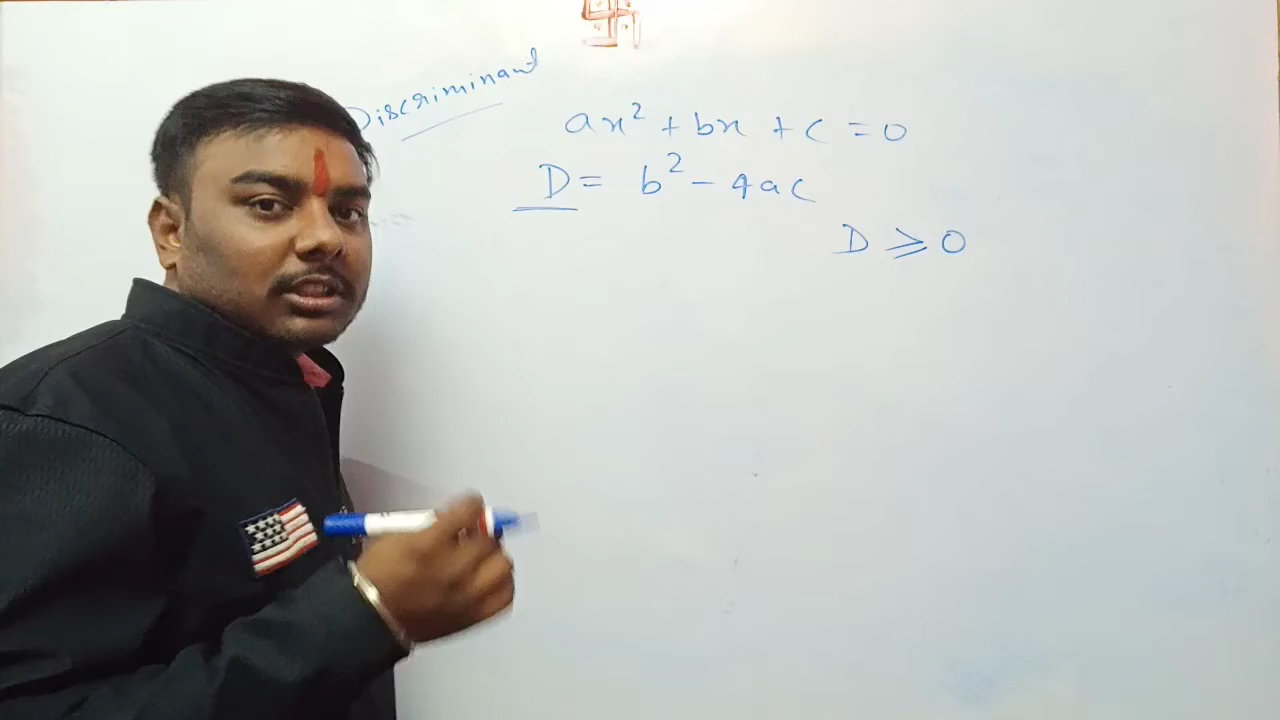 Discriminant
ax² + bx + c = 0
D = b² - 4ac
D ⩾ 0